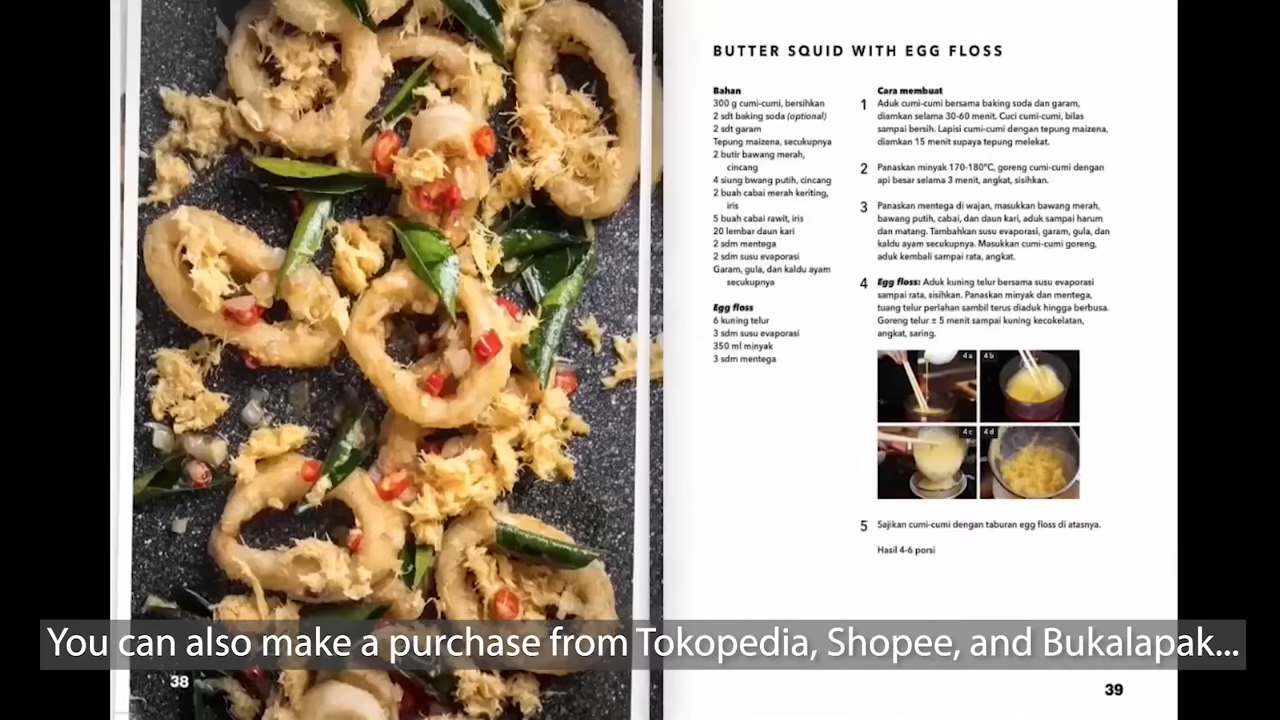 BUTTER SQUID WITH EGG FLOSS
Bahan
300 g cumi-cumi, bersihkan
2 sdt baking soda (optional)
2 sdt garam
Tepung maizena, secukupnya
2 butir bawang merah,
cincang
4 siung bwang putih, cincang
2 buah cabai merah keriting,
iris
5 buah cabai rawit, iris
20 lembar daun kari
2 sdm mentega
2 sdm susu evaporasi
Garam, gula, dan kaldu ayam
secukupnya
Egg floss
6 kuning telur
3 sdm susu evaporasi
350 ml minyak
3 sdm mentega
Cara membuat
1 Aduk cumi-cumi bersama baking soda dan garam,
diamkan selama 30-60 menit. Cuci cumi-cumi, bilas
sampai bersih. Lapisi cumi-cumi dengan tepung maizena,
diamkan 15 menit supaya tepung melekat.
2 Panaskan minyak 170-180°C, goreng cumi-cumi dengan
api besar selama 3 menit, angkat, sisihkan.
3 Panaskan mentega di wajan, masukkan bawang merah,
bawang putih, cabai, dan daun kari, aduk sampai harum
dan matang. Tambahkan susu evaporasi, garam, gula, dan
kaldu ayam secukupnya. Masukkan cumi-cumi goreng,
aduk kembali sampai rata, angkat.
4 Egg floss: Aduk kuning telur bersama susu evaporasi
sampai rata, sisihkan. Panaskan minyak dan mentega,
tuang telur perlahan sambil terus diaduk hingga berbusa.
Goreng telur ± 5 menit sampai kuning kecokelatan,
angkat, saring.
4a
4b
4c
4d
5 Sajikan cumi-cumi dengan taburan egg floss di atasnya.
Hasil 4-6 porsi
You can also make a purchase from Tokopedia, Shopee, and Bukalapak...
38
39